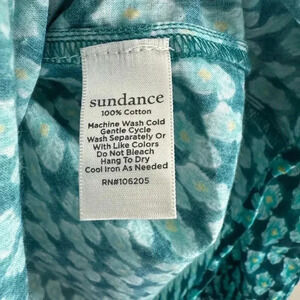 sundance
100% Cotton
Machine Wash Cold
Gentle Cycle
Wash Separately Or
With Like Colors
Do Not Bleach
Hang To Dry
Cool Iron As Needed
RN#106205